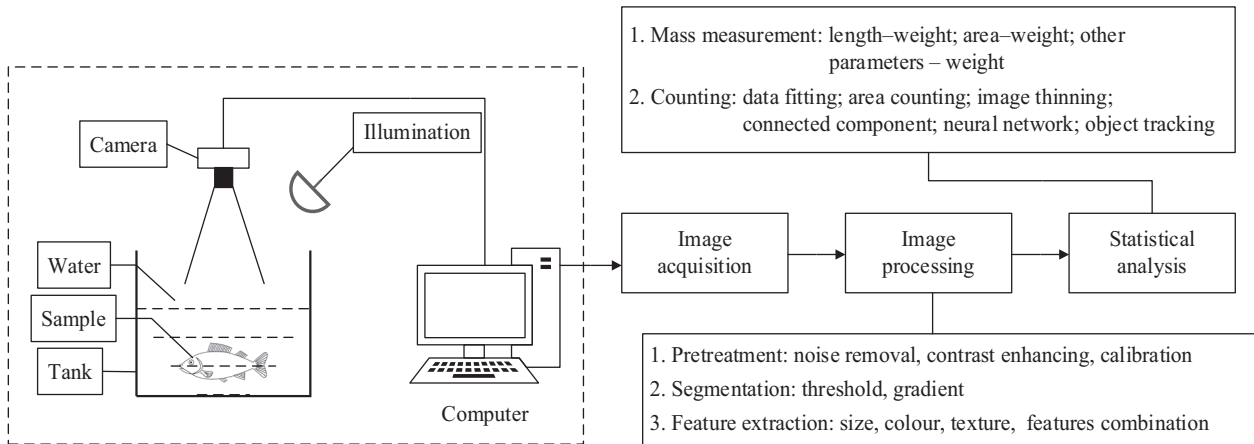 1. Mass measurement: length–weight; area–weight; other
parameters – weight
2. Counting: data fitting; area counting; image thinning;
connected component; neural network; object tracking
Illumination
Camera
Water
Sample
Tank
Computer
Image
acquisition
Image
processing
Statistical
analysis
1. Pretreatment: noise removal, contrast enhancing, calibration
2. Segmentation: threshold, gradient
3. Feature extraction: size, colour, texture, features combination